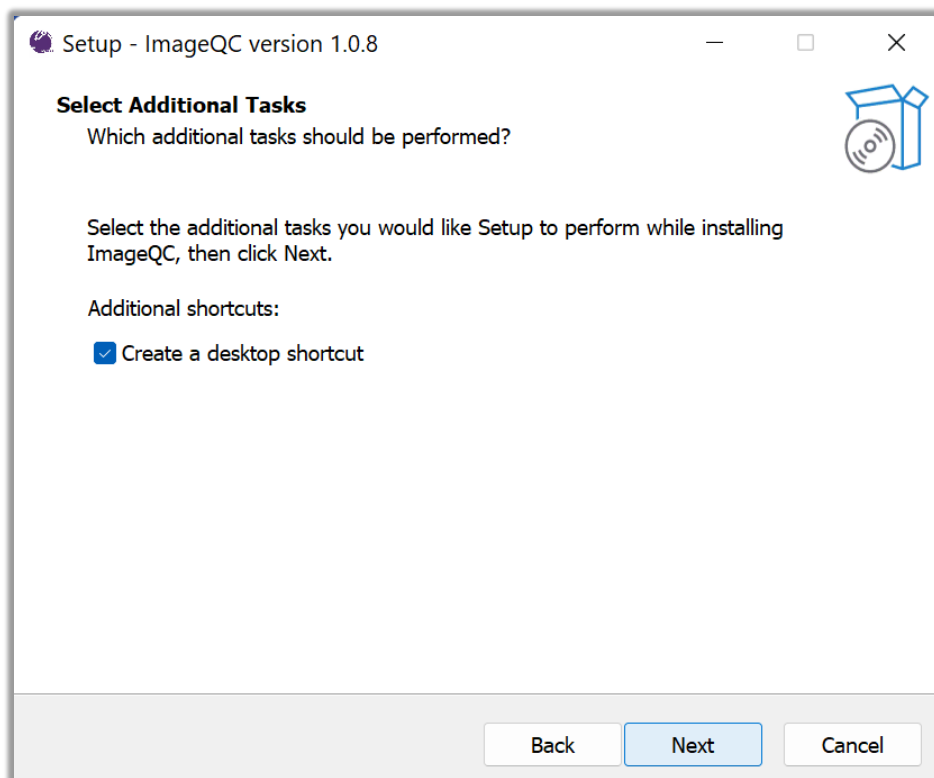 Setup - ImageQC version 1.0.8
Select Additional Tasks
Which additional tasks should be performed?
Select the additional tasks you would like Setup to perform while installing
ImageQC, then click Next.
Additional shortcuts:
Create a desktop shortcut
Back Next Cancel